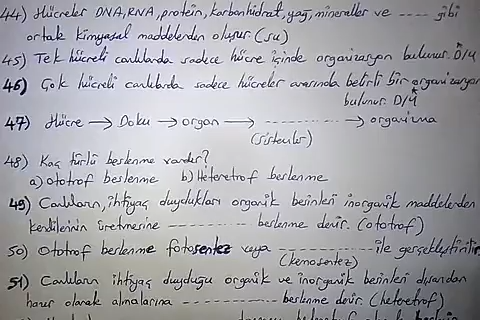 44) Hücreler DNA, RNA, protein, karbonhidrat, yağ, mineraller ve ---- gibi
ortak kimyasal maddelerden oluşur. (su)
45) Tek hücreli canlılarda sadece hücre içinde organizasyon bulunur. D/Y
46) Çok hücreli canlılarda sadece hücreler arasında belirli bir organizasyon
bulunur. D/Y
47) Hücre → Doku → organ → ------------ → organizma
(sistemler)
48) Kaç türlü beslenme vardır?
a) ototrof beslenme b) Heteretrof beslenme
49) Canlıların, ihtiyaç duydukları organik besinleri inorganik maddelerden
kendilerinin üretmerine ---------- beslenme denir. (ototrof)
50) Ototrof beslenme fotosentez veya ------------ ile gerçekleştirilir.
(kemosentez)
51) Canlıların ihtiyaç duyduğu organik ve inorganik besinleri dışarıdan
hazır olarak almalarına ---------- beslenme denir. (heteretrof)